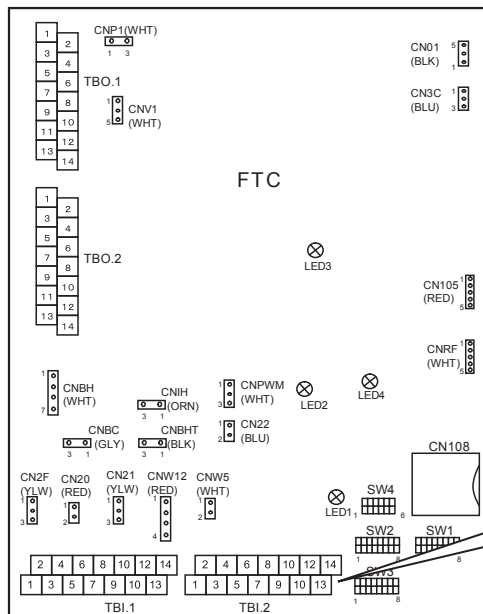 CNP1(WHT)
1 3
1 2 3 4 5 6 7 8 9 10 11 12 13 14
TBO.1
1
5
CNV1
(WHT)
CN01
(BLK)
5
1
CN3C
(BLU)
1
3
FTC
1 2 3 4 5 6 7 8 9 10 11 12 13 14
TBO.2
LED3
CN105
(RED)
1
5
CNRF
(WHT)
1
5
1
7
CNBH
(WHT)
CNIH
(ORN)
3 1
1
3
CNPWM
(WHT)
LED2
LED4
CNBC
(GLY)
3 1
CNBHT
(BLK)
3 1
1
2
CN22
(BLU)
CN108
CN2F
(YLW)
1
3
CN20
(RED)
1
2
CN21
(YLW)
1
3
CNW12
(RED)
1
4
CNW5
(WHT)
1
2
LED1
SW4
1 6
SW2
1 8
SW1
8
SW3
1 8
2 4 6 8 10 12 14
1 3 5 7 9 11 13
TBI.1
2 4 6 8 10 12 14
1 3 5 7 9 11 13
TBI.2